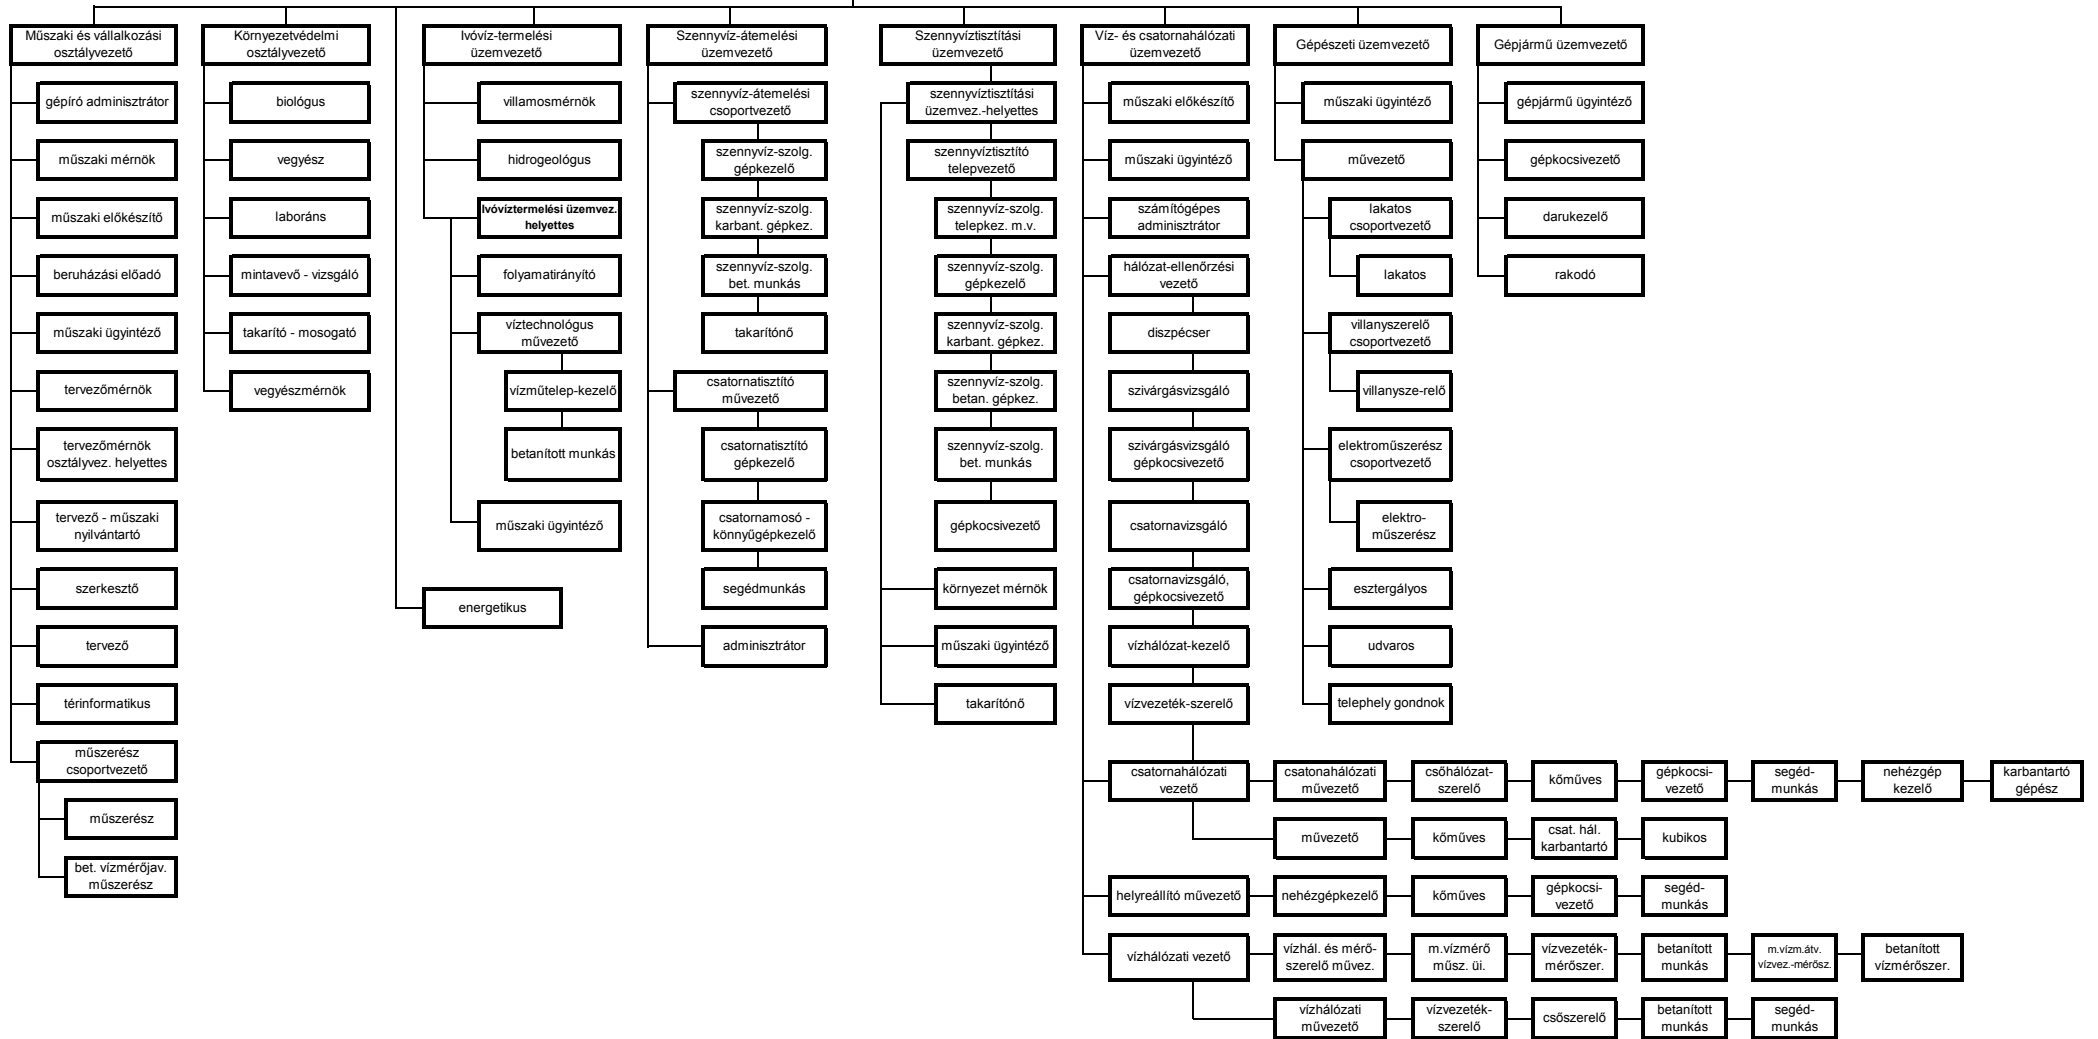 Műszaki és vállalkozási
osztályvezető
gépíró adminisztrátor
műszaki mérnök
műszaki előkészítő
beruházási előadó
műszaki ügyintéző
tervezőmérnök
tervezőmérnök
osztályvez. helyettes
tervező - műszaki
nyilvántartó
szerkesztő
tervező
térinformatikus
műszerész
csoportvezető
műszerész
bet. vízmérőjav.
műszerész
Környezetvédelmi
osztályvezető
biológus
vegyész
laboráns
mintavevő - vizsgáló
takarító - mosogató
vegyészmérnök
Ivóvíz-termelési
üzemvezető
villamosmérnök
hidrogeológus
Ivóvíztermelési üzemvez.
helyettes
folyamatirányító
víztechnológus
művezető
vízműtelep-kezelő
betanított munkás
műszaki ügyintéző
energetikus
Szennyvíz-átemelési
üzemvezető
szennyvíz-átemelési
csoportvezető
szennyvíz-szolg.
gépkezelő
szennyvíz-szolg.
karbant. gépkez.
szennyvíz-szolg.
bet. munkás
takarítónő
csatornatisztító
művezető
csatornatisztító
gépkezelő
csatornamosó -
könnyűgépkezelő
segédmunkás
adminisztrátor
Szennyvíztisztítási
üzemvezető
szennyvíztisztítási
üzemvez.-helyettes
szennyvíztisztító
telepvezető
szennyvíz-szolg.
telepkez. m.v.
szennyvíz-szolg.
gépkezelő
szennyvíz-szolg.
karbant. gépkez.
szennyvíz-szolg.
betan. gépkez.
szennyvíz-szolg.
bet. munkás
gépkocsivezető
környezet mérnök
műszaki ügyintéző
takarítónő
Víz- és csatornahálózati
üzemvezető
műszaki előkészítő
műszaki ügyintéző
számítógépes
adminisztrátor
hálózat-ellenőrzési
vezető
diszpécser
szivárgásvizsgáló
szivárgásvizsgáló
gépkocsivezető
csatornavizsgáló
csatornavizsgáló,
gépkocsivezető
vízhálózat-kezelő
vízvezeték-szerelő
Gépészeti üzemvezető
műszaki ügyintéző
művezető
lakatos
csoportvezető
lakatos
villanyszerelő
csoportvezető
villanysze-relő
elektroműszerész
csoportvezető
elektro-
műszerész
esztergályos
udvaros
telephely gondnok
Gépjármű üzemvezető
gépjármű ügyintéző
gépkocsivezető
darukezelő
rakodó
csatornahálózati
vezető
csatonahálózati
művezető
csőhálózat-
szerelő
kőműves
gépkocsi-
vezető
segéd-
munkás
nehézgép
kezelő
karbantartó
gépész
művezető
kőműves
csat. hál.
karbantartó
kubikos
helyreállító művezető
nehézgépkezelő
kőműves
gépkocsi-
vezető
segéd-
munkás
vízhálózati vezető
vízhál. és mérő-
szerelő művez.
m.vízmérő
műsz. üi.
vízvezeték-
mérőszer.
betanított
munkás
m.vízm.átv.
vízvez.-mérősz.
betanított
vízmérőszer.
vízhálózati
művezető
vízvezeték-
szerelő
csőszerelő
betanított
munkás
segéd-
munkás